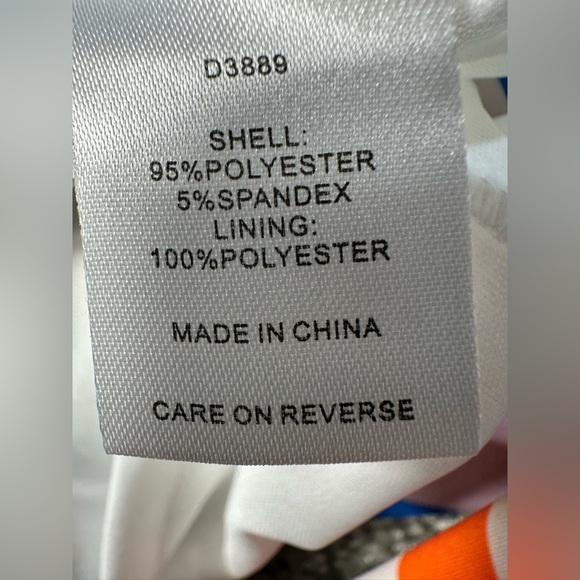 D3889
SHELL:
95%POLYESTER
5%SPANDEX
LINING:
100%POLYESTER
MADE IN CHINA
CARE ON REVERSE